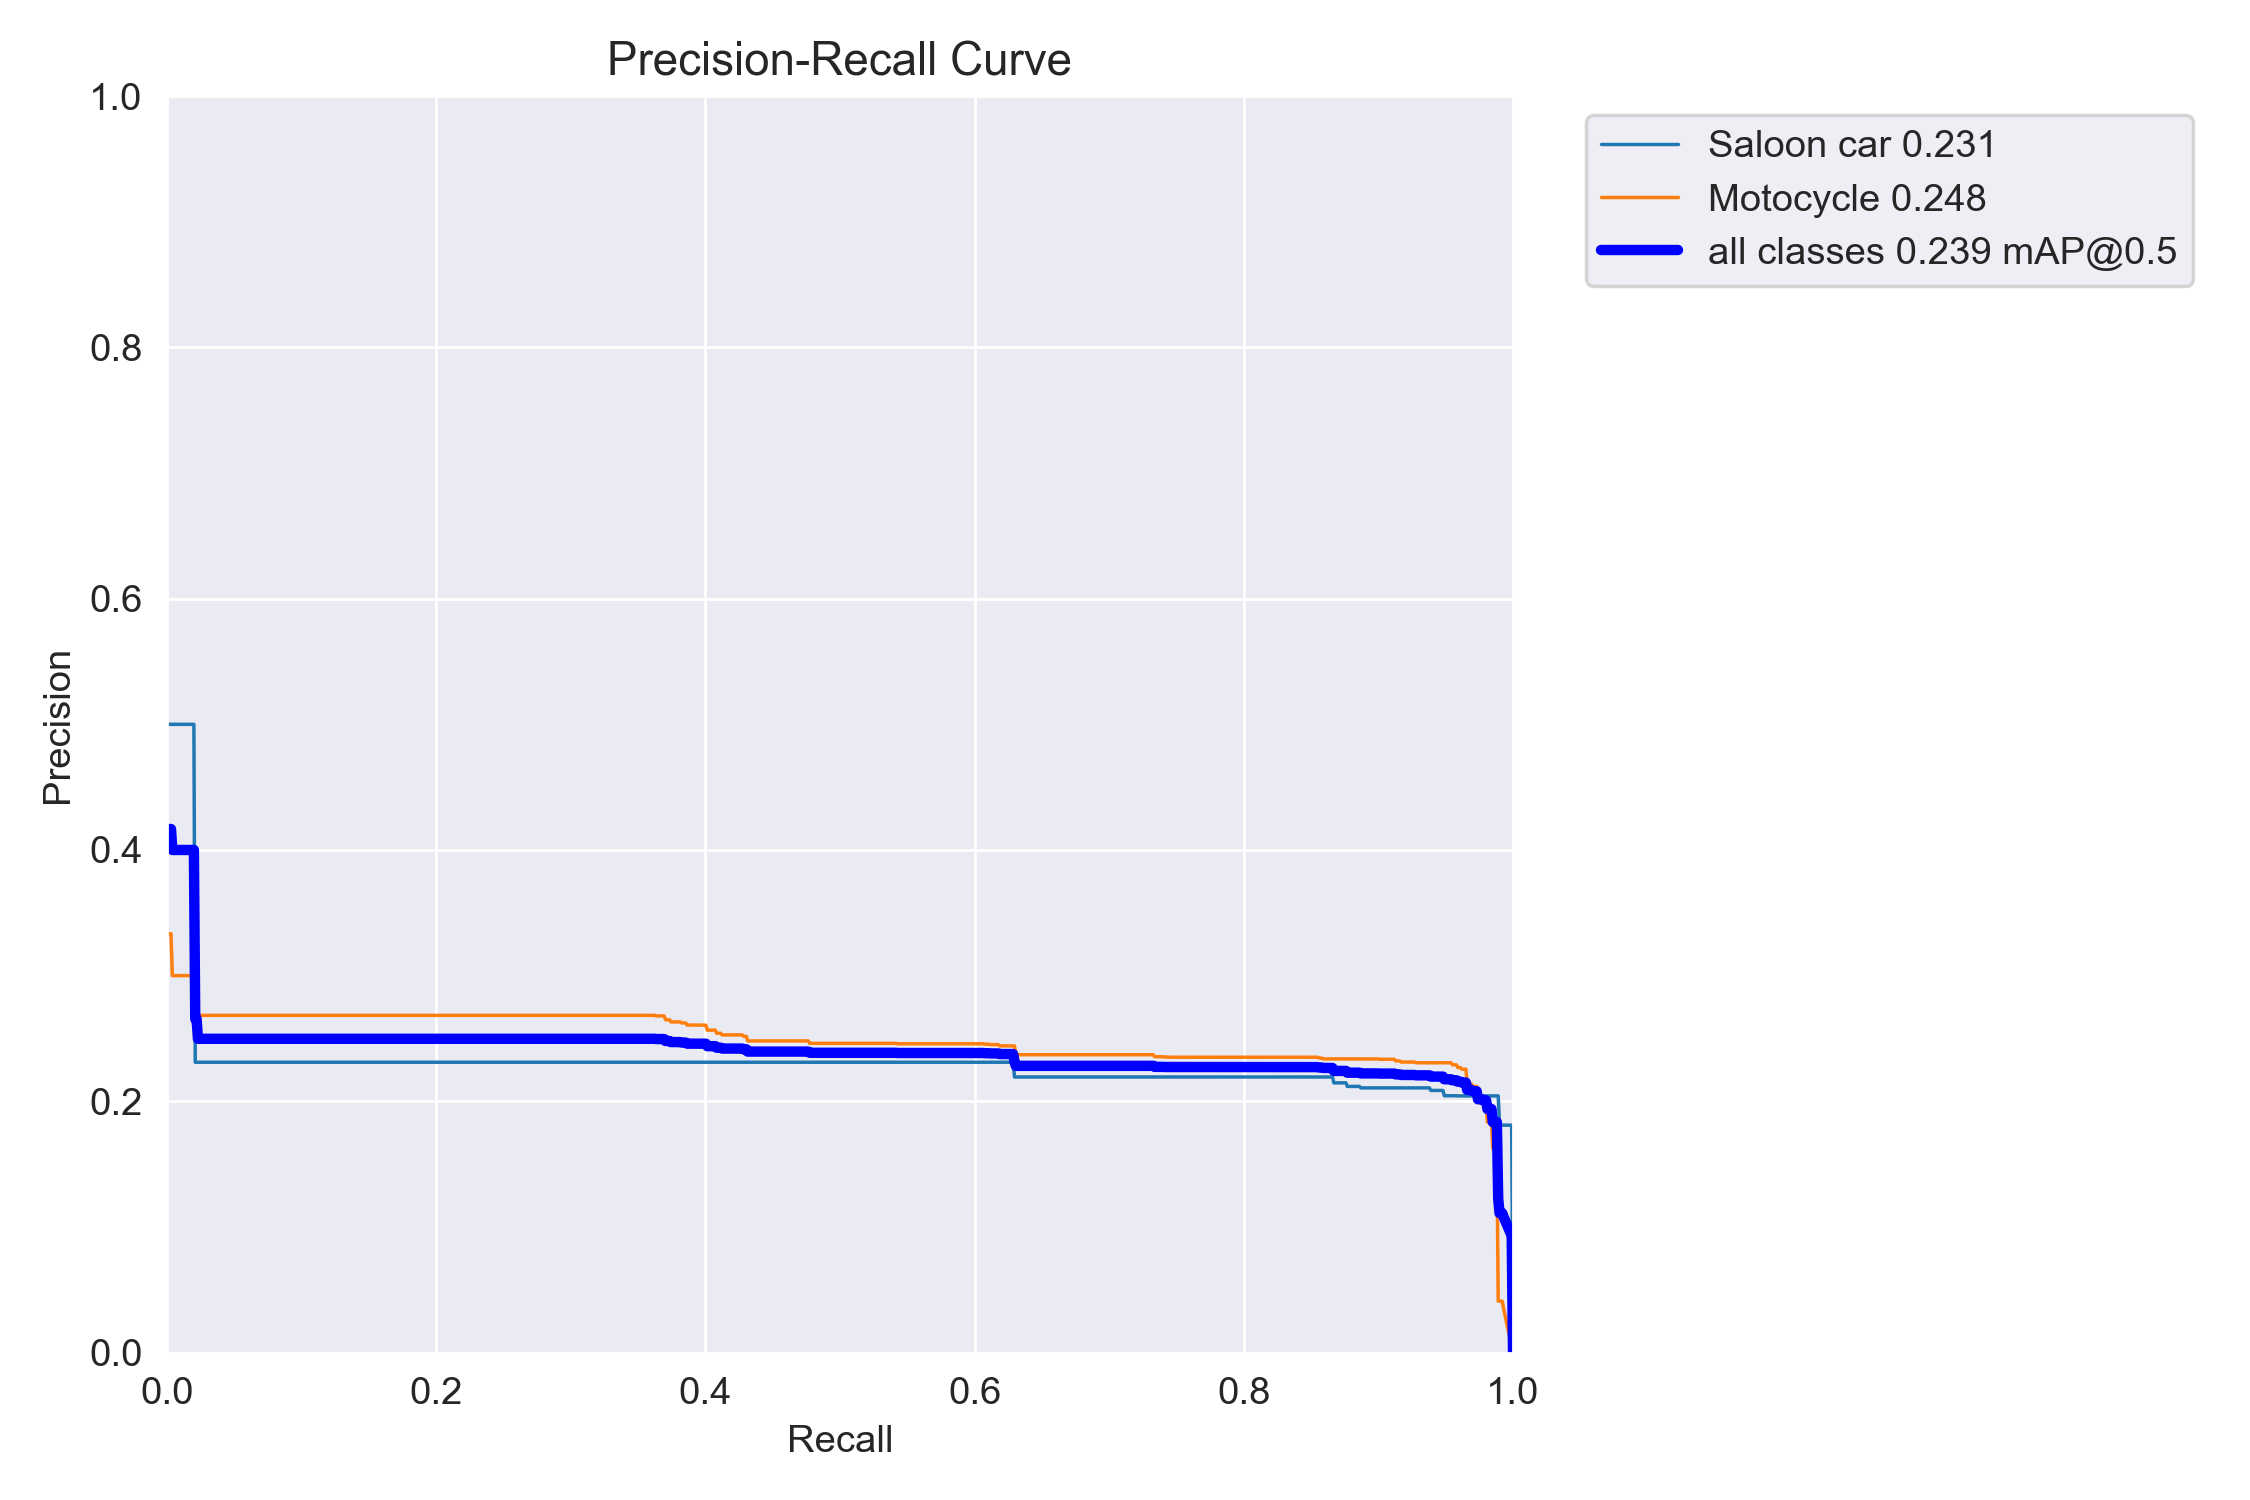 Precision-Recall Curve
1.0
0.8
0.6
0.4
0.2
0.0
Precision
0.0 0.2 0.4 0.6 0.8 1.0
Recall
Saloon car 0.231
Motocycle 0.248
all classes 0.239 mAP@0.5